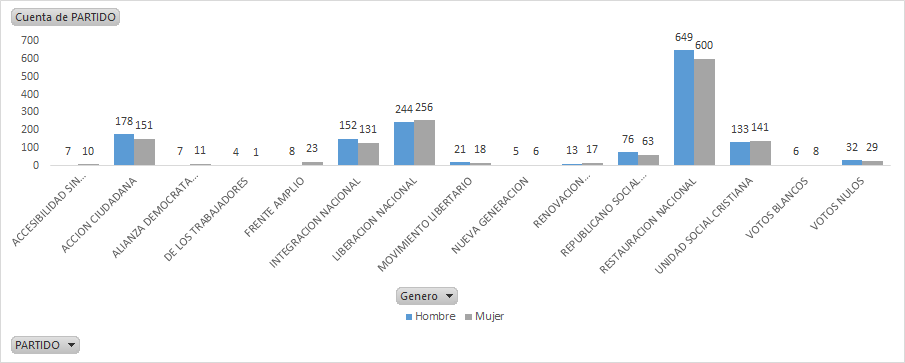 Cuenta de PARTIDO
700
600
500
400
300
200
100
0
7 10
178 151
7 11
4 1
8 23
152 131
244 256
21 18
5 6
13 17
76 63
649 600
133 141
6 8
32 29
ACCESIBILIDAD SIN...
ACCION CIUDADANA
ALIANZA DEMOCRATA...
DE LOS TRABAJADORES
FRENTE AMPLIO
INTEGRACION NACIONAL
LIBERACION NACIONAL
MOVIMIENTO LIBERTARIO
NUEVA GENERACION
RENOVACION...
REPUBLICANO SOCIAL...
RESTAURACION NACIONAL
UNIDAD SOCIAL CRISTIANA
VOTOS BLANCOS
VOTOS NULOS
Genero
Hombre Mujer
PARTIDO